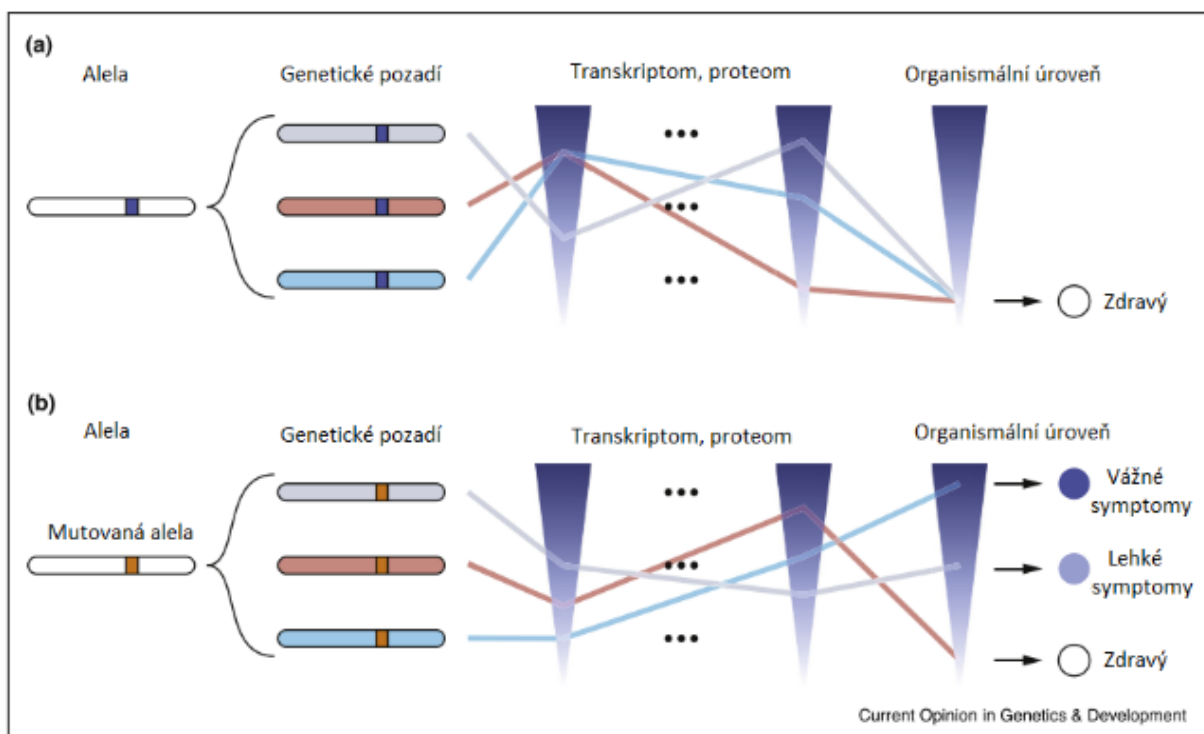 (a)
Alela
Genetické pozadí
Transkriptom, proteom
Organismální úroveň
Zdravý
(b)
Alela
Genetické pozadí
Transkriptom, proteom
Organismální úroveň
Mutovaná alela
Vážné
symptomy
Lehké
symptomy
Zdravý
Current Opinion in Genetics & Development